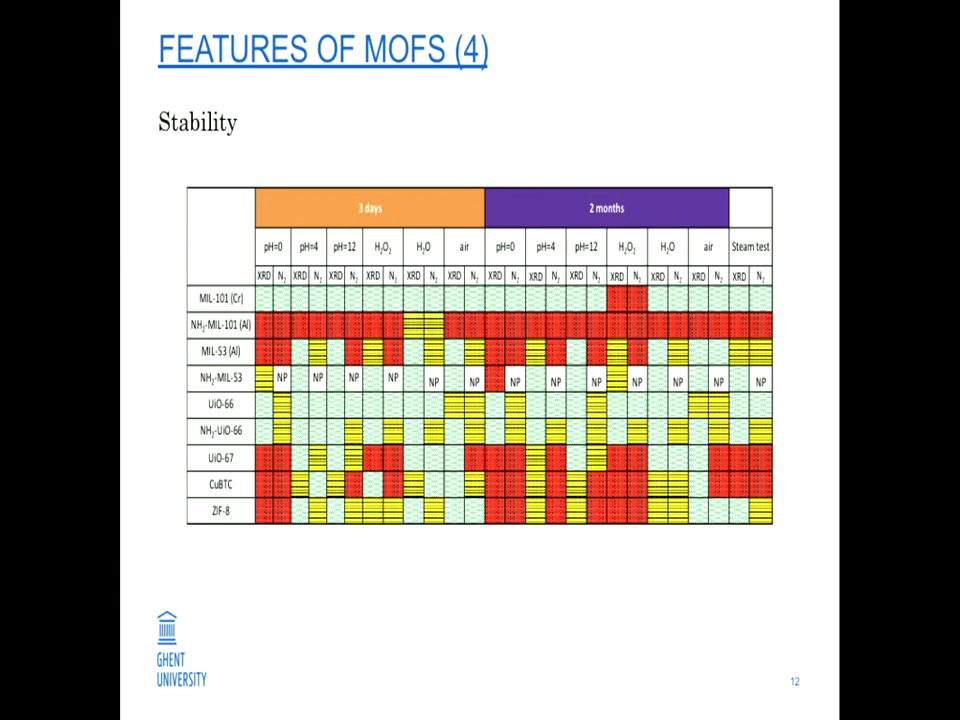 FEATURES OF MOFS (4)
Stability
3 days 2 months
pH=0 pH=4 pH=12 H₂O₂ H₂O air pH=0 pH=4 pH=12 H₂O₂ H₂O air Steam test
XRD N₂ XRD N₂ XRD N₂ XRD N₂ XRD N₂ XRD N₂ XRD N₂ XRD N₂ XRD N₂ XRD N₂ XRD N₂ XRD N₂ XRD N₂
MIL-101 (Cr)
NH₂-MIL-101 (Al)
MIL-53 (Al)
NH₂-MIL-53 NP NP NP NP NP NP NP NP NP NP NP NP NP
UiO-66
NH₂-UiO-66
UiO-67
CuBTC
ZIF-8
GHENT
UNIVERSITY
12